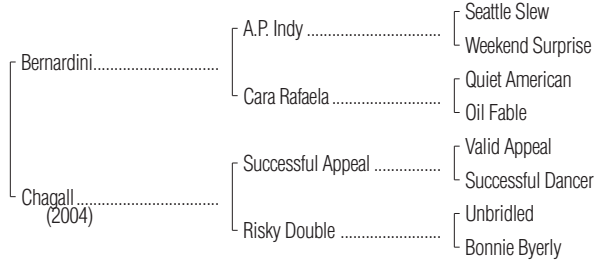 Seattle Slew
A.P. Indy
Weekend Surprise
Bernardini
Quiet American
Cara Rafaela
Oil Fable
Valid Appeal
Successful Appeal
Successful Dancer
Chagall
(2004)
Unbridled
Risky Double
Bonnie Byerly